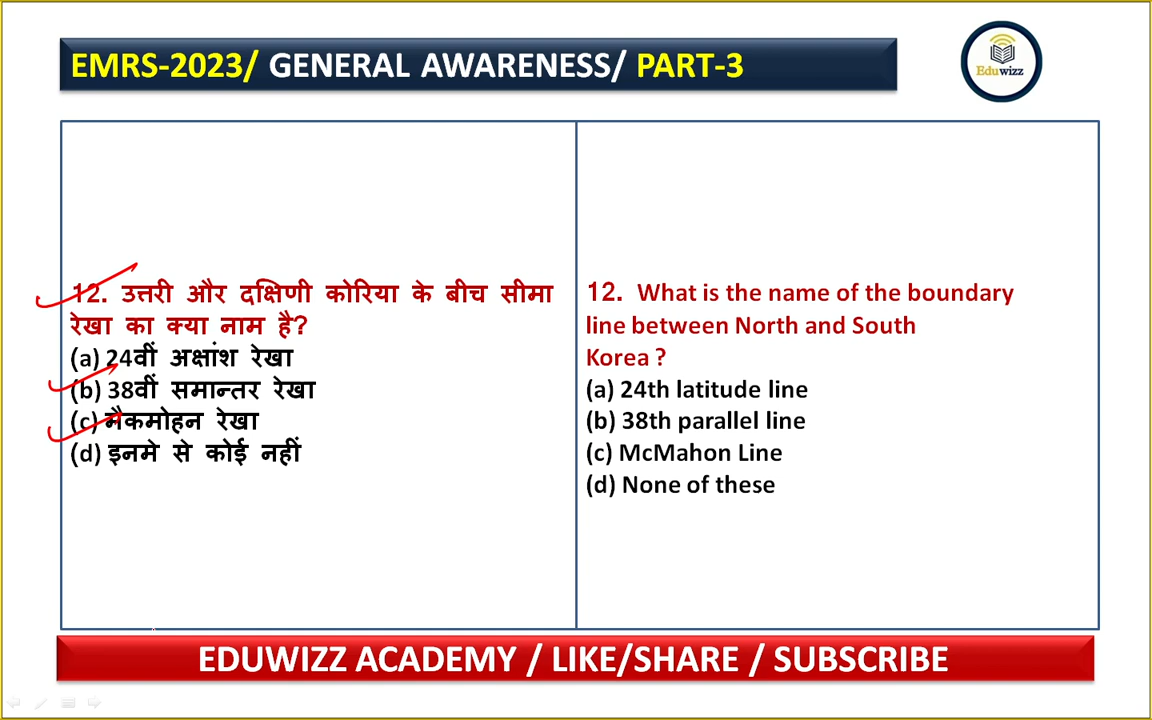 EMRS-2023/ GENERAL AWARENESS/ PART-3
Eduwizz
12. उत्तरी और दक्षिणी कोरिया के बीच सीमा
रेखा का क्या नाम है?
(a) 24वीं अक्षांश रेखा
(b) 38वीं समान्तर रेखा
(c) मैकमोहन रेखा
(d) इनमे से कोई नहीं
12. What is the name of the boundary
line between North and South
Korea ?
(a) 24th latitude line
(b) 38th parallel line
(c) McMahon Line
(d) None of these
EDUWIZZ ACADEMY / LIKE/SHARE / SUBSCRIBE